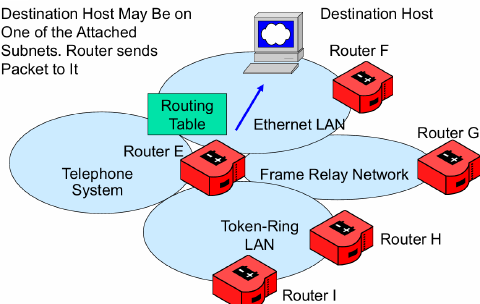 Destination Host May Be on
One of the Attached
Subnets. Router sends
Packet to It
Destination Host
Router F
Routing
Table
Ethernet LAN
Router G
Router E
Telephone
System
Frame Relay Network
Token-Ring
LAN
Router H
Router I